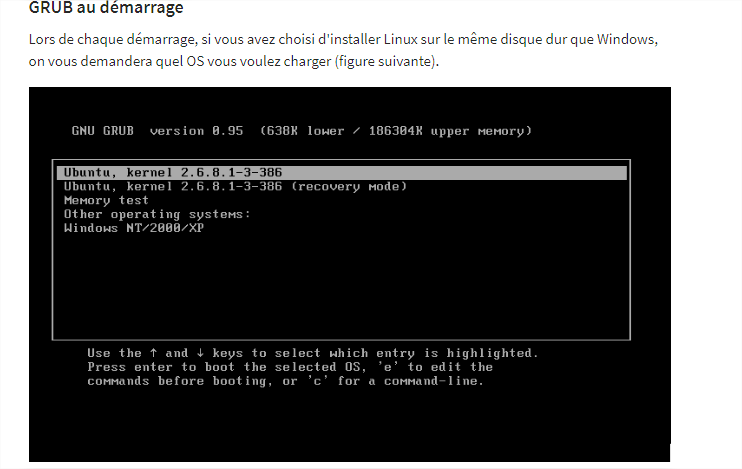 GRUB au démarrage
Lors de chaque démarrage, si vous avez choisi d'installer Linux sur le même disque dur que Windows,
on vous demandera quel OS vous voulez charger (figure suivante).
GNU GRUB version 0.95 (638K lower / 186304K upper memory)
Ubuntu, kernel 2.6.8.1-3-386
Ubuntu, kernel 2.6.8.1-3-386 (recovery mode)
Memory test
Other operating systems:
Windows NT/2000/XP
Use the ↑ and ↓ keys to select which entry is highlighted.
Press enter to boot the selected OS, 'e' to edit the
commands before booting, or 'c' for a command-line.